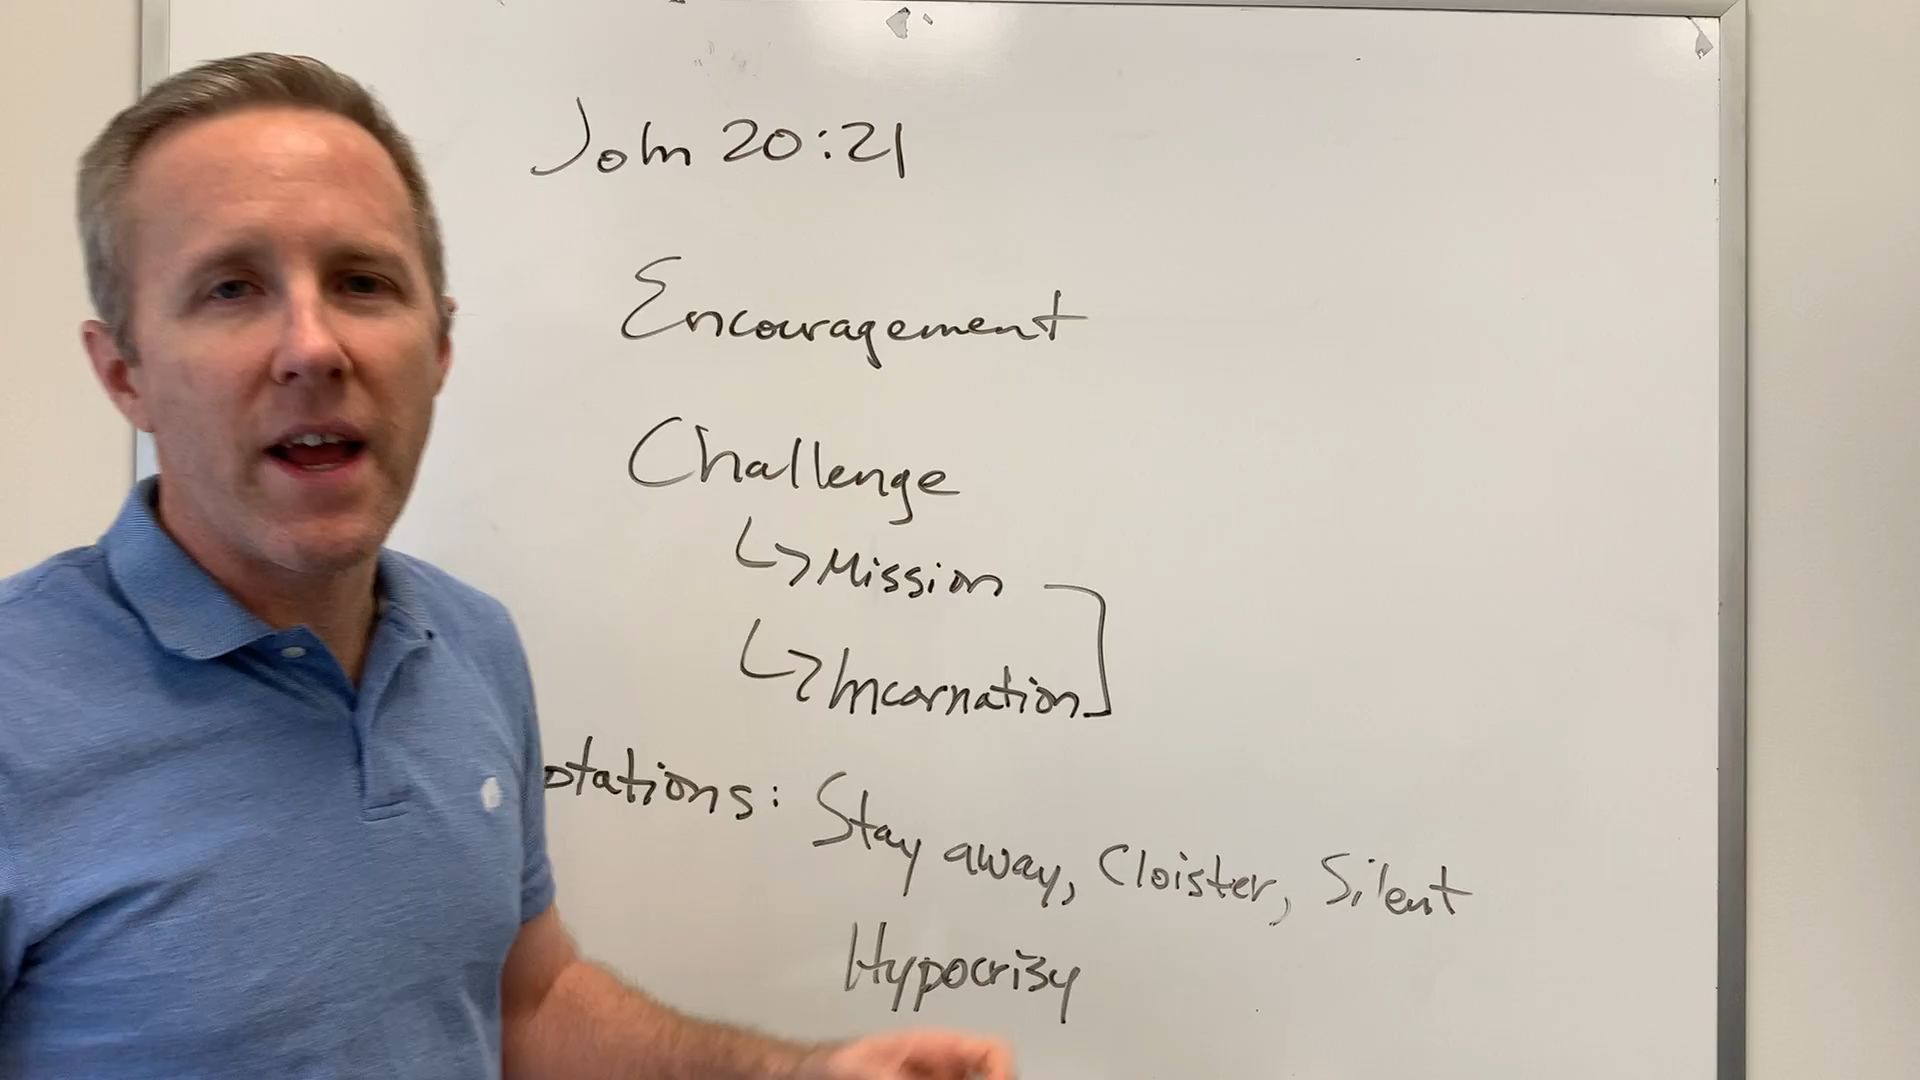 John 20:21
Encouragement
Challenge
↳ Mission
↳ Incarnation
otations: Stay away, Cloister, Silent
Hypocrisy